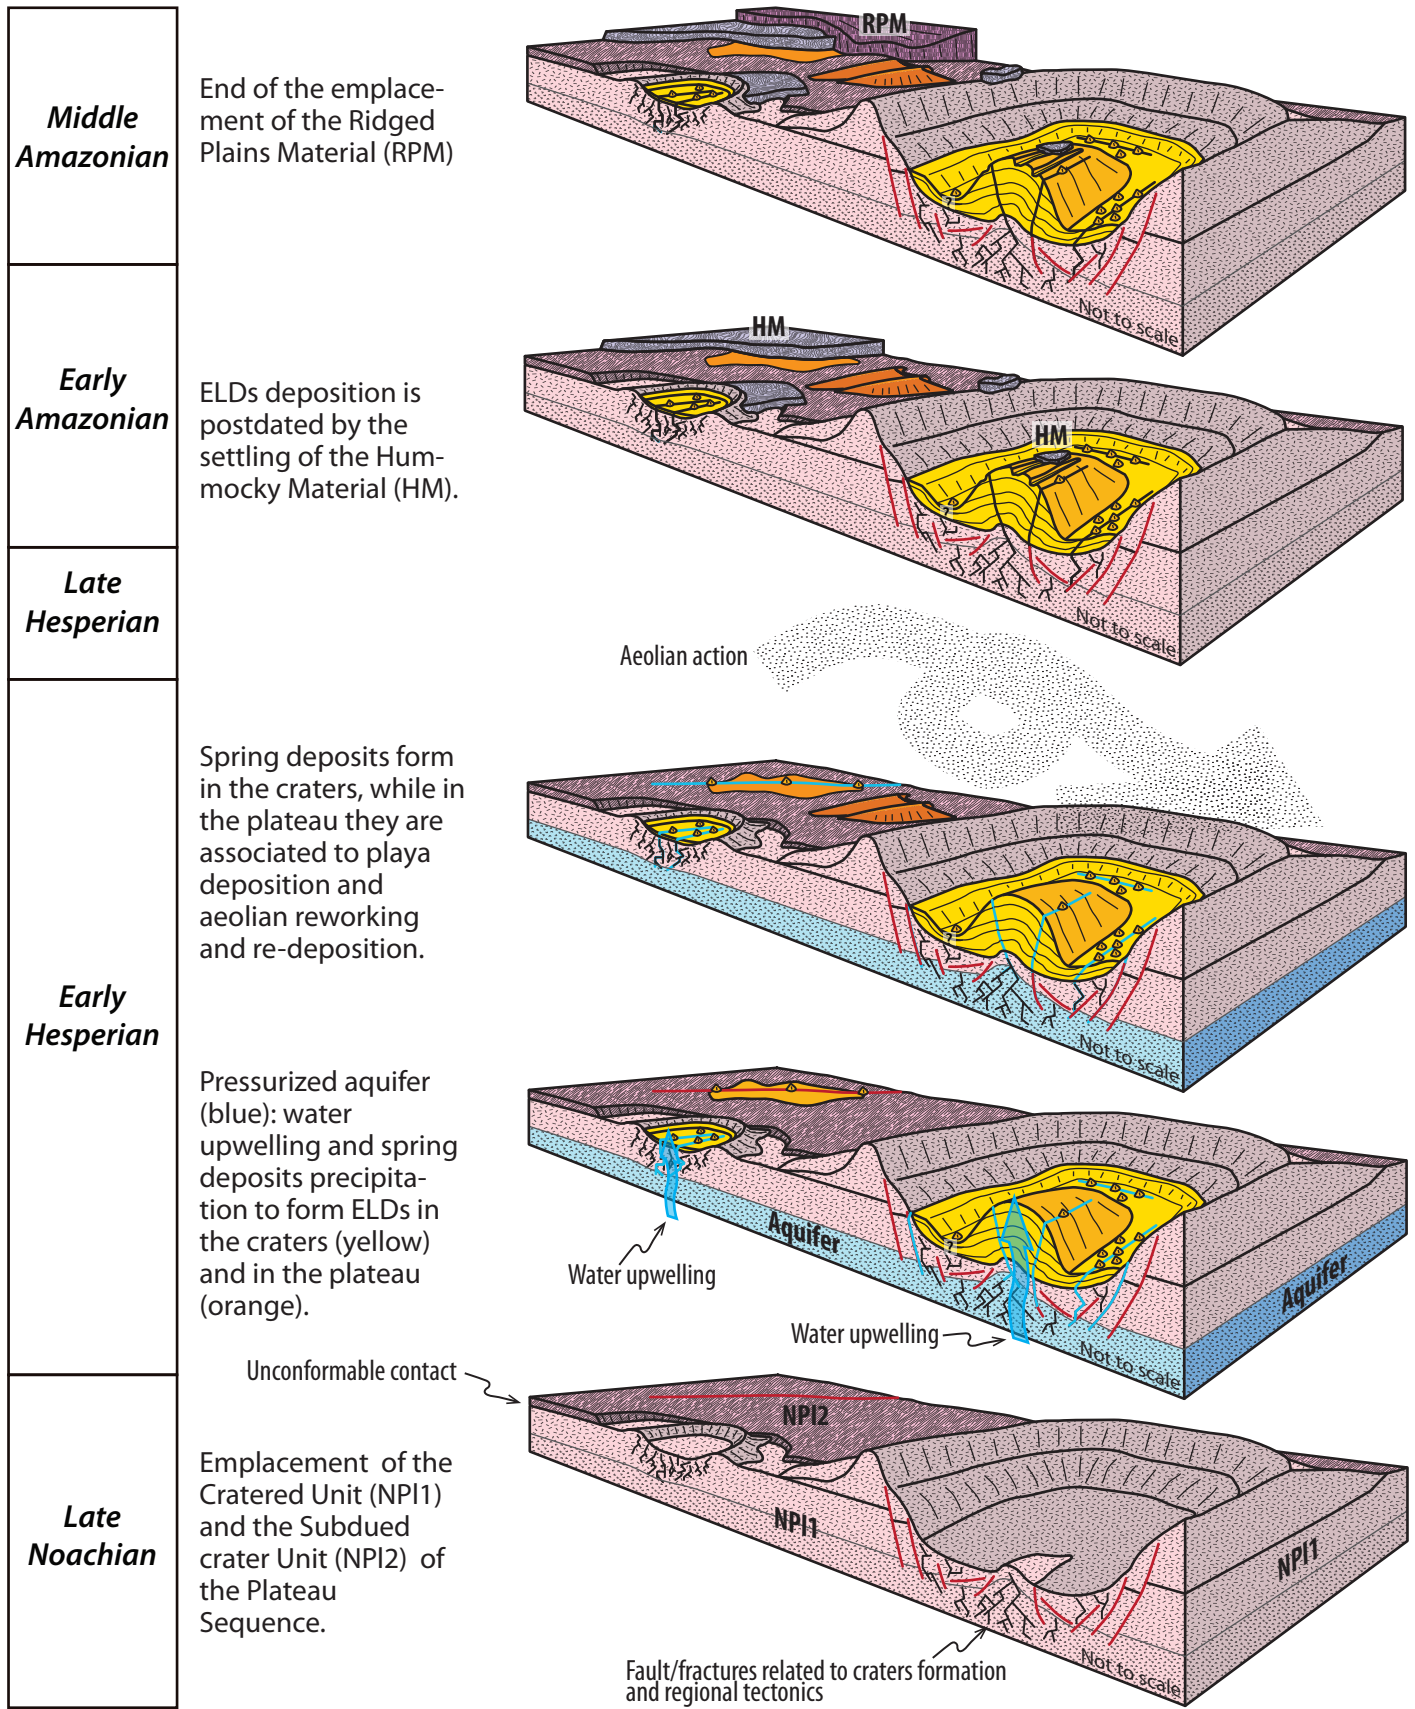 Middle
Amazonian
End of the emplace-
ment of the Ridged
Plains Material (RPM)
RPM
Not to scale
Early
Amazonian
ELDs deposition is
postdated by the
settling of the Hum-
mocky Material (HM).
HM
HM
Not to scale
Late
Hesperian
Aeolian action
Early
Hesperian
Spring deposits form
in the craters, while in
the plateau they are
associated to playa
deposition and
aeolian reworking
and re-deposition.
Not to scale
Pressurized aquifer
(blue): water
upwelling and spring
deposits precipita-
tion to form ELDs in
the craters (yellow)
and in the plateau
(orange).
Aquifer
Aquifer
Water upwelling
Water upwelling
Not to scale
Unconformable contact
Late
Noachian
Emplacement of the
Cratered Unit (NPl1)
and the Subdued
crater Unit (NPl2) of
the Plateau
Sequence.
NPl2
NPl1
NPl1
Not to scale
Fault/fractures related to craters formation
and regional tectonics